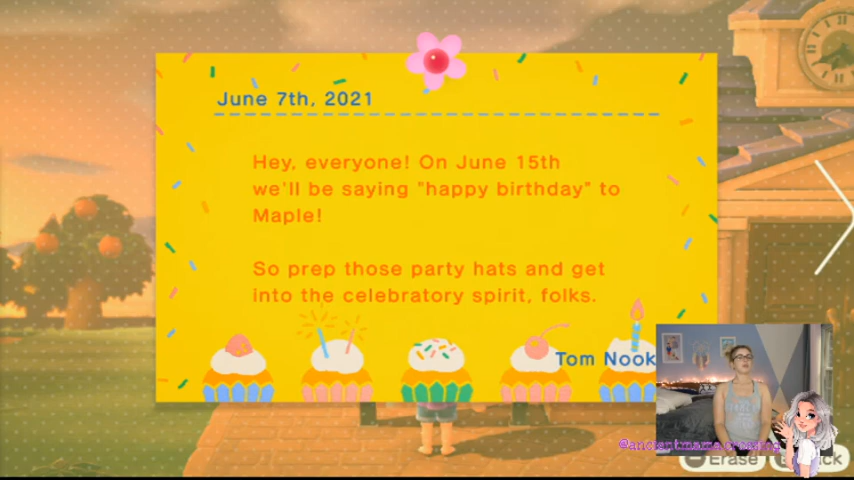 June 7th, 2021
Hey, everyone! On June 15th
we'll be saying "happy birthday" to
Maple!
So prep those party hats and get
into the celebratory spirit, folks.
Tom Nook
Erase